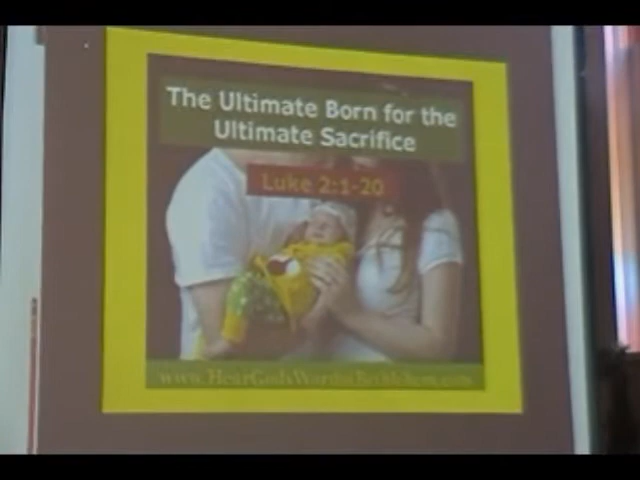 The Ultimate Born for the
Ultimate Sacrifice
Luke 2:1-20